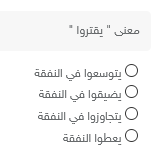 معنى " يقتروا "
يتوسعوا في النفقة
يضيقوا في النفقة
يتجاوزوا في النفقة
يعطوا النفقة